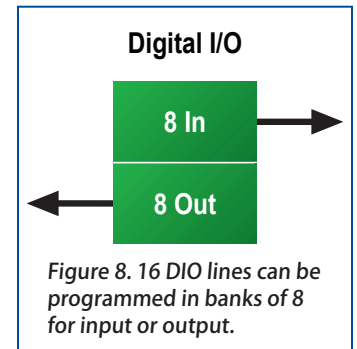 Digital I/O
8 In
8 Out
Figure 8. 16 DIO lines can be
programmed in banks of 8
for input or output.